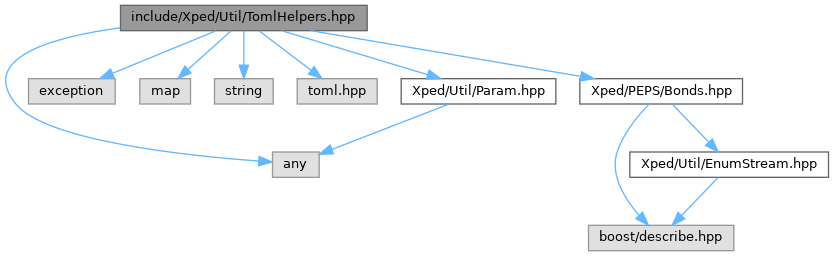 include/Xped/Util/TomlHelpers.hpp
exception
map
string
toml.hpp
Xped/Util/Param.hpp
Xped/PEPS/Bonds.hpp
any
Xped/Util/EnumStream.hpp
boost/describe.hpp